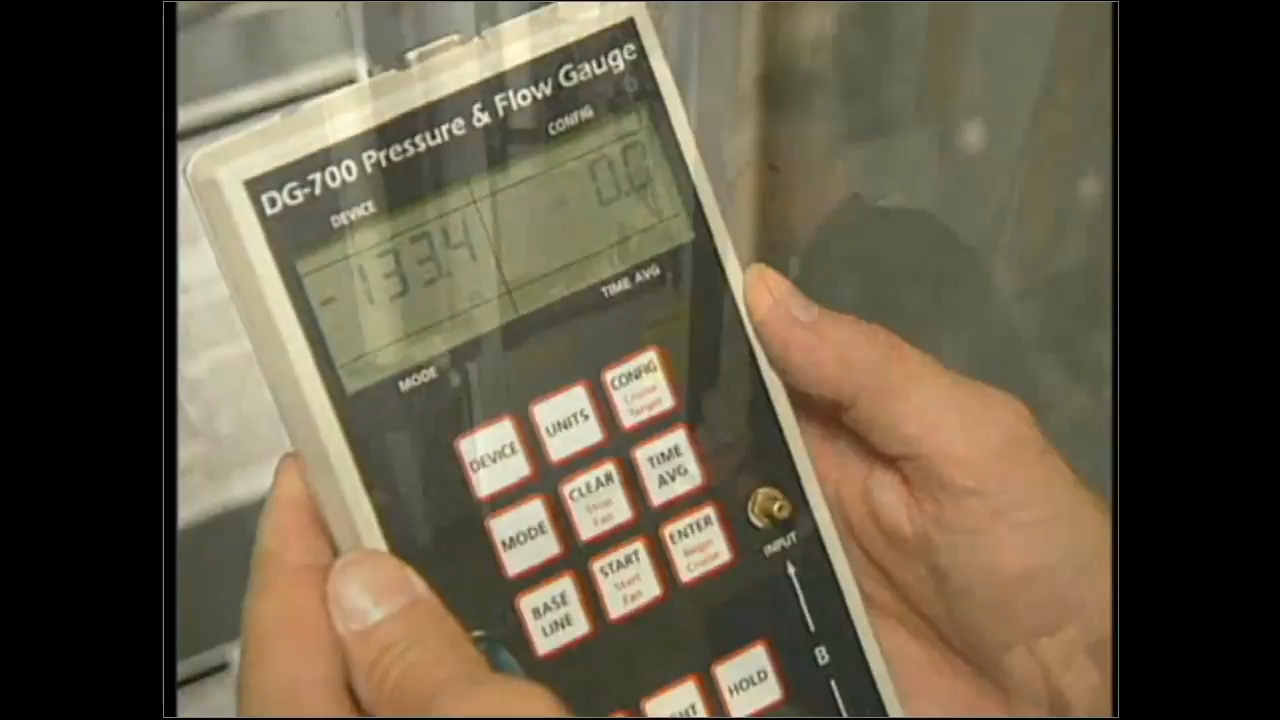 DG-700 Pressure & Flow Gauge
DEVICE
CONFIG
-133.4
0.0
MODE
TIME AVG
DEVICE
UNITS
CONFIG
Cruise
Target
MODE
CLEAR
Stop
Fan
TIME
AVG
BASE
LINE
START
Start
Fan
ENTER
Begin
Cruise
INPUT
B
HOLD